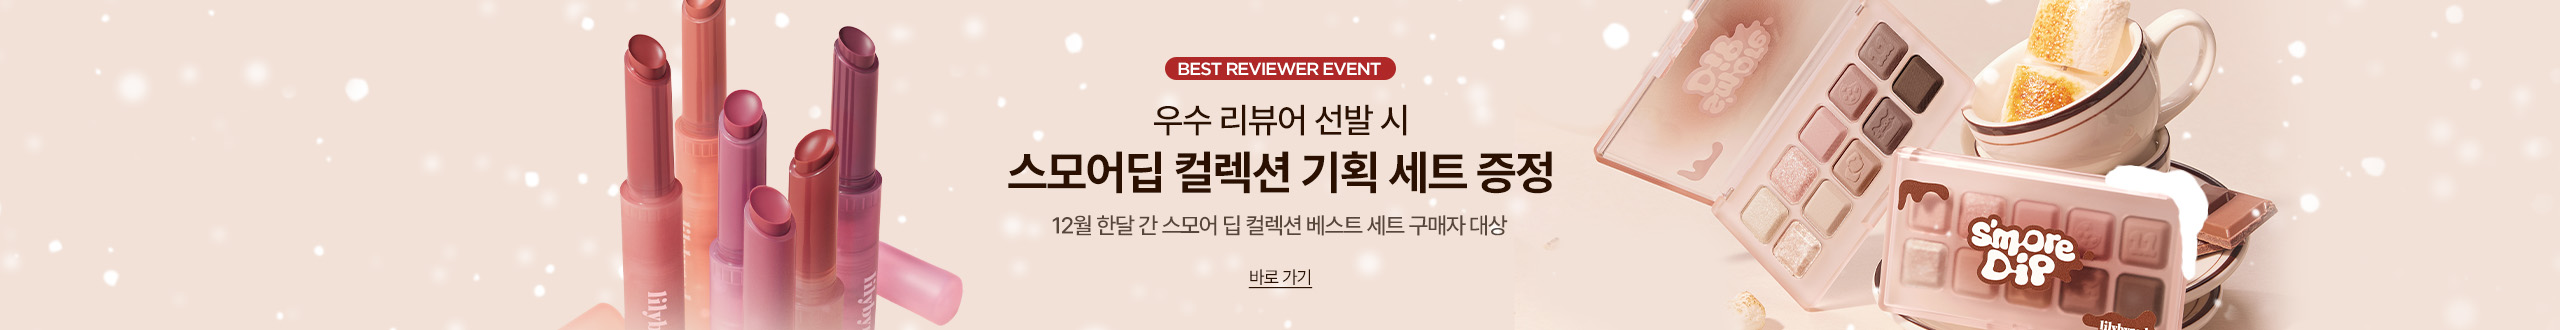 BEST REVIEWER EVENT
우수 리뷰어 선발 시
스모어딥 컬렉션 기획 세트 증정
12월 한달 간 스모어 딥 컬렉션 베스트 세트 구매자 대상
바로 가기
s'more
Dip